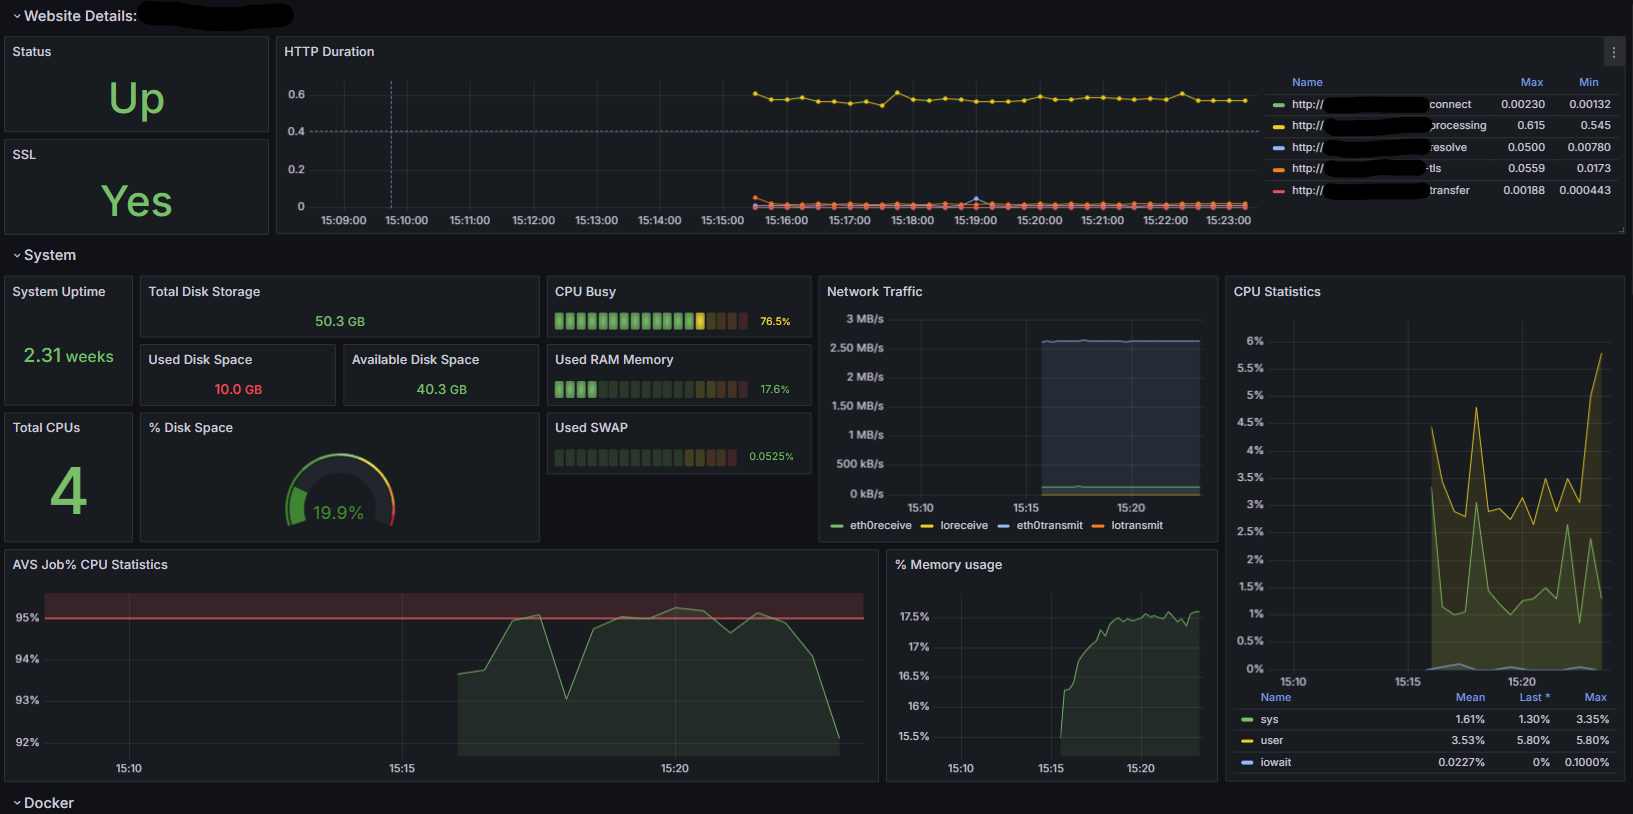 Website Details:
Status
Up
SSL
Yes
HTTP Duration
0.6
0.4
0.2
0
15:09:00 15:10:00 15:11:00 15:12:00 15:13:00 15:14:00 15:15:00 15:16:00 15:17:00 15:18:00 15:19:00 15:20:00 15:21:00 15:22:00 15:23:00
Name Max Min
http:// connect 0.00230 0.00132
http:// processing 0.615 0.545
http:// resolve 0.0500 0.00780
http:// -tls 0.0559 0.0173
http:// transfer 0.00188 0.000443
System
System Uptime
2.31 weeks
Total Disk Storage
50.3 GB
Used Disk Space
10.0 GB
Available Disk Space
40.3 GB
Total CPUs
4
% Disk Space
19.9%
CPU Busy
76.5%
Used RAM Memory
17.6%
Used SWAP
0.0525%
Network Traffic
3 MB/s
2.50 MB/s
2 MB/s
1.50 MB/s
1 MB/s
500 kB/s
0 kB/s
15:10 15:15 15:20
eth0receive loreceive eth0transmit lotransmit
CPU Statistics
6%
5.5%
5%
4.5%
4%
3.5%
3%
2.5%
2%
1.5%
1%
0.5%
0%
15:10 15:15 15:20
Name Mean Last * Max
sys 1.61% 1.30% 3.35%
user 3.53% 5.80% 5.80%
iowait 0.0227% 0% 0.1000%
AVS Job% CPU Statistics
95%
94%
93%
92%
15:10 15:15 15:20
% Memory usage
17.5%
17%
16.5%
16%
15.5%
15:10 15:15 15:20
Docker